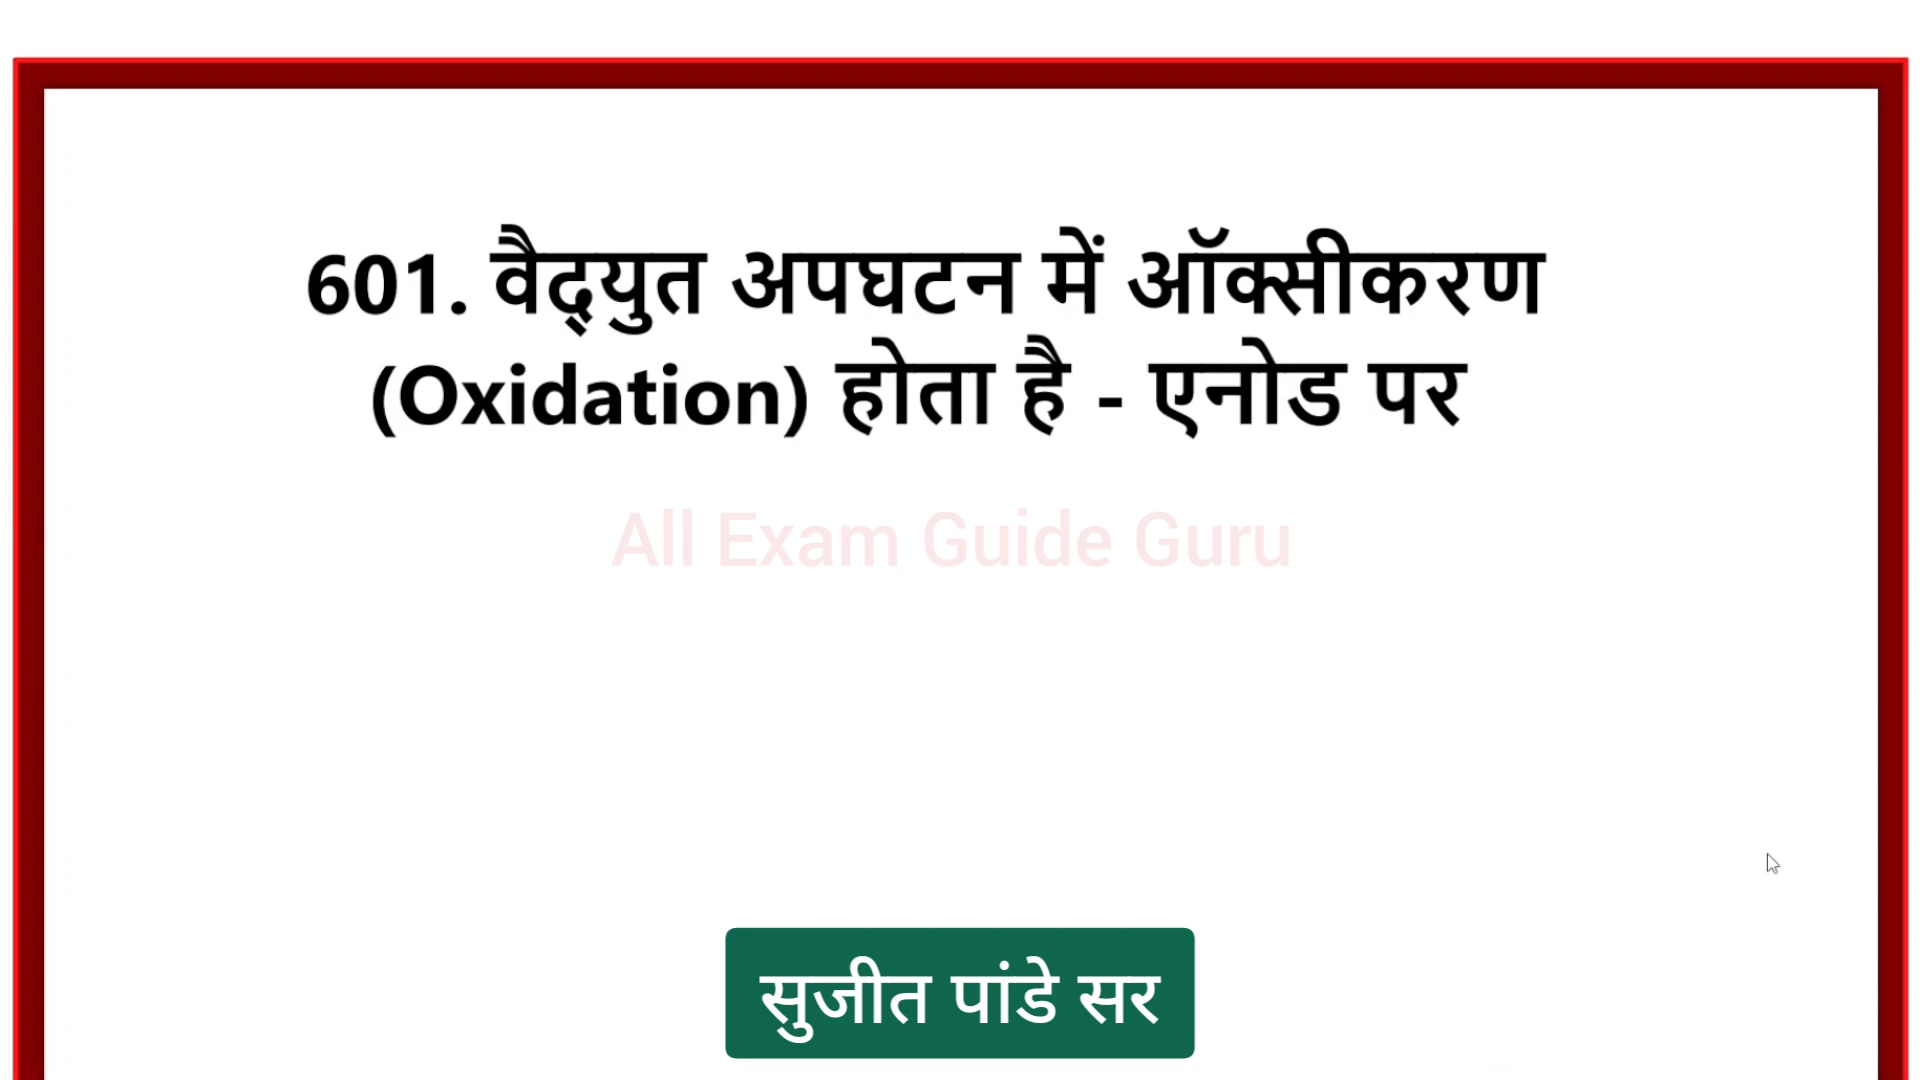 601. वैद्‌युत अपघटन में ऑक्सीकरण
(Oxidation) होता है - एनोड पर
All Exam Guide Guru
सुजीत पांडे सर